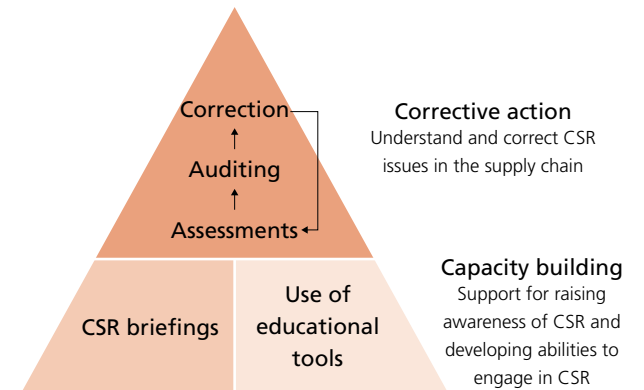 Correction
Auditing
Assessments
Corrective action
Understand and correct CSR
issues in the supply chain
CSR briefings
Use of
educational
tools
Capacity building
Support for raising
awareness of CSR and
developing abilities to
engage in CSR